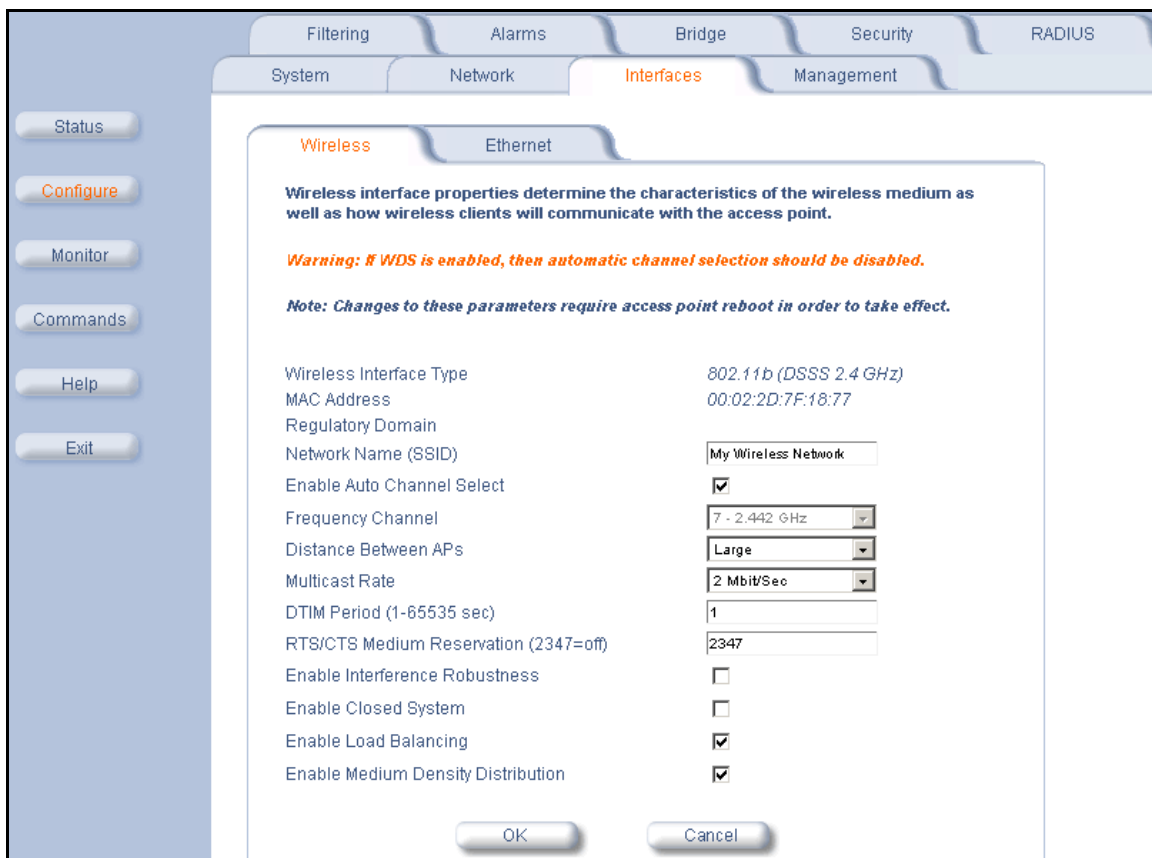 Filtering Alarms Bridge Security RADIUS
System Network Interfaces Management
Status
Configure
Monitor
Commands
Help
Exit
Wireless Ethernet
Wireless interface properties determine the characteristics of the wireless medium as
well as how wireless clients will communicate with the access point.
Warning: If WDS is enabled, then automatic channel selection should be disabled.
Note: Changes to these parameters require access point reboot in order to take effect.
Wireless Interface Type 802.11b (DSSS 2.4 GHz)
MAC Address 00:02:2D:7F:18:77
Regulatory Domain
Network Name (SSID) My Wireless Network
Enable Auto Channel Select
Frequency Channel 7 - 2.442 GHz
Distance Between APs Large
Multicast Rate 2 Mbit/Sec
DTIM Period (1-65535 sec) 1
RTS/CTS Medium Reservation (2347=off) 2347
Enable Interference Robustness
Enable Closed System
Enable Load Balancing
Enable Medium Density Distribution
OK Cancel